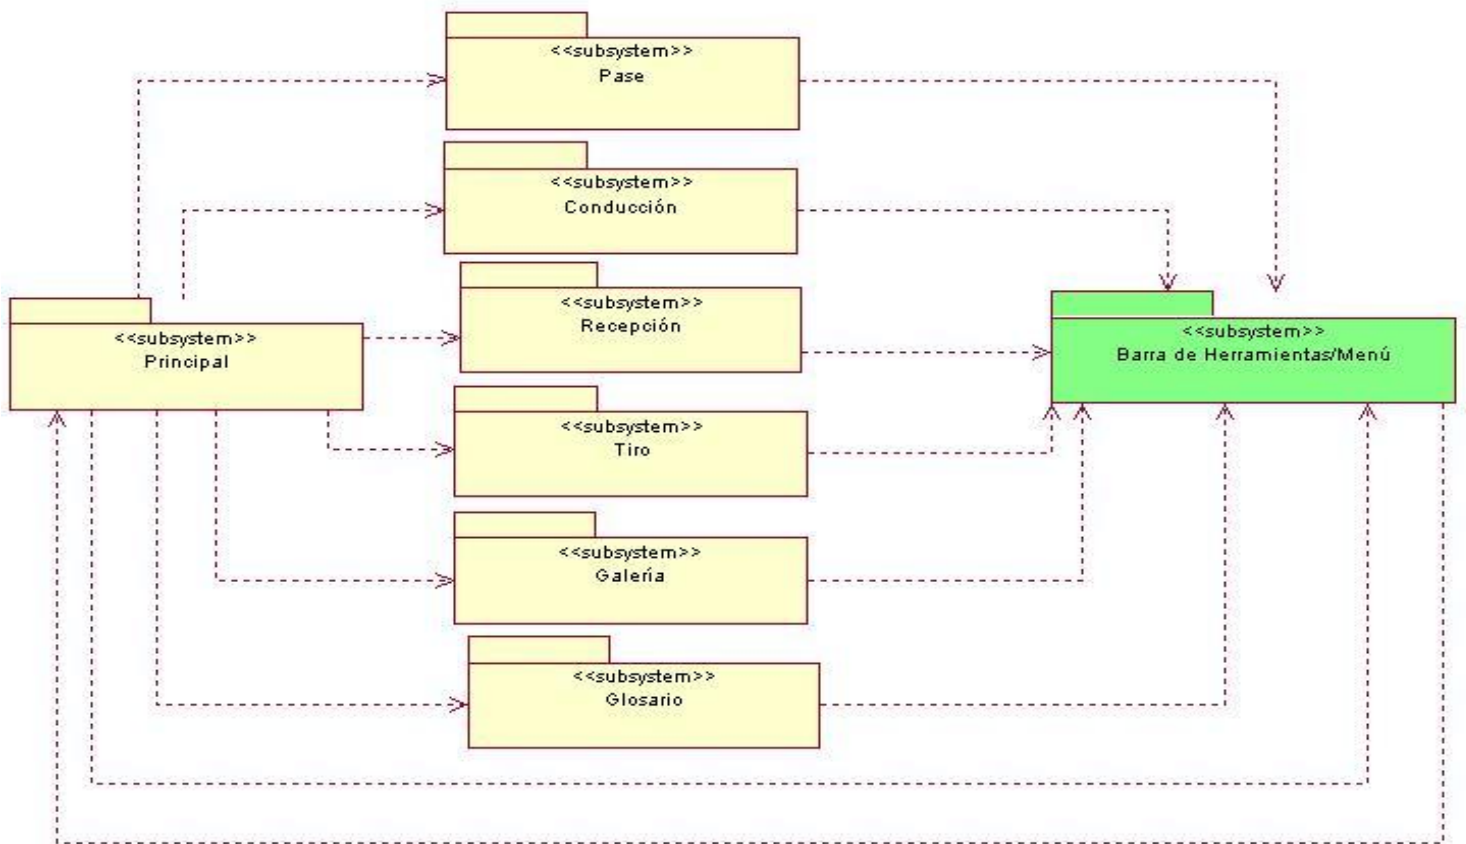 <<subsystem>>
Pase
<<subsystem>>
Conducción
<<subsystem>>
Recepción
<<subsystem>>
Principal
<<subsystem>>
Barra de Herramientas/Menú
<<subsystem>>
Tiro
<<subsystem>>
Galería
<<subsystem>>
Glosario